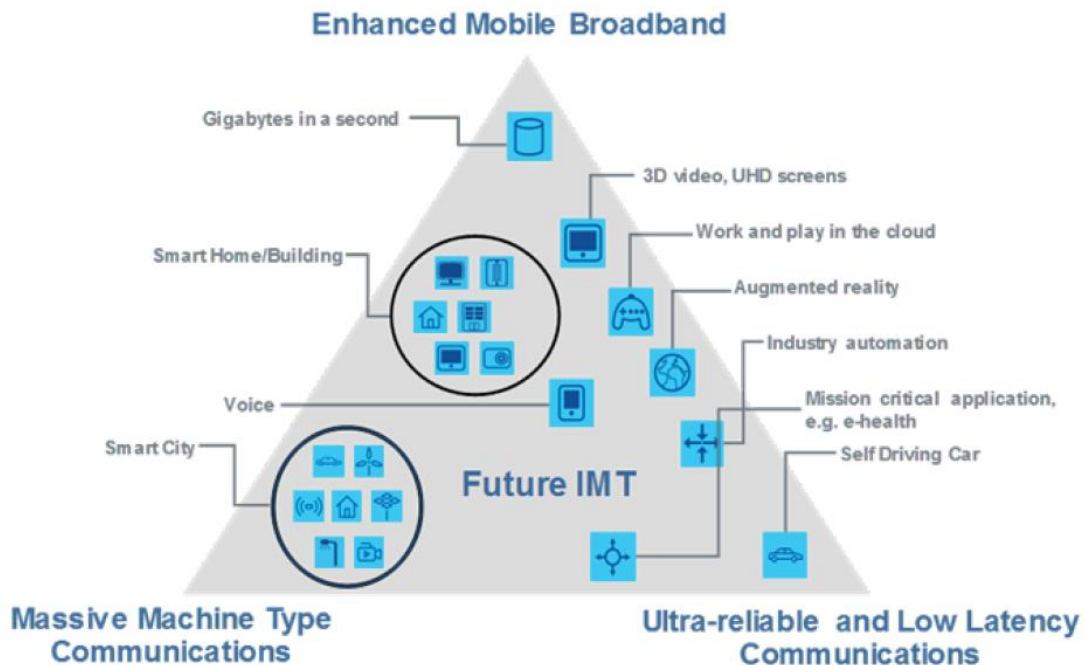 Enhanced Mobile Broadband
Gigabytes in a second
3D video, UHD screens
Work and play in the cloud
Smart Home/Building
Augmented reality
Industry automation
Voice
Mission critical application,
e.g. e-health
Smart City
Self Driving Car
Future IMT
Massive Machine Type
Communications
Ultra-reliable and Low Latency
Communications